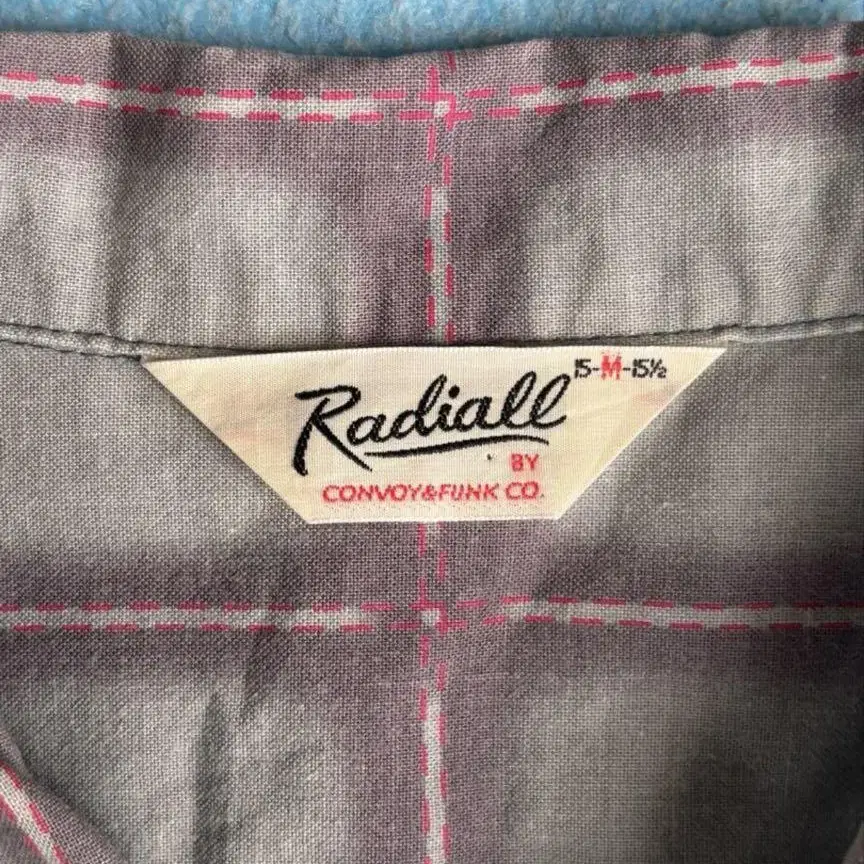 15-M-15½
Radiall
BY
CONVOY&FUNK CO.